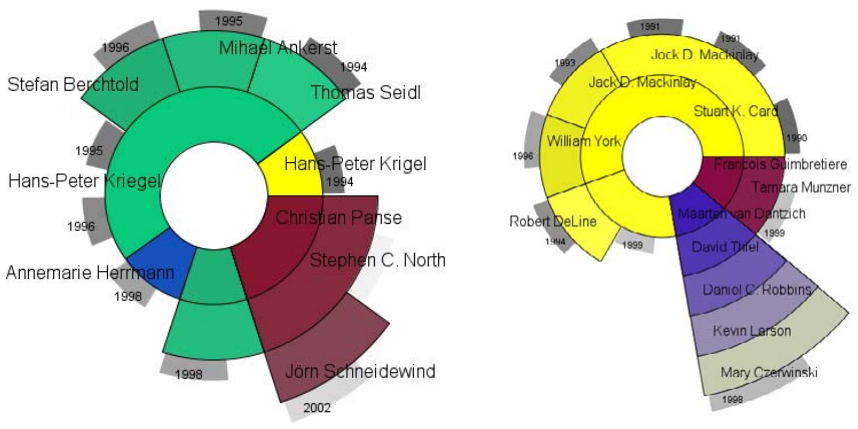 1995
1996
Mihael Ankerst
1994
Stefan Berchtold
Thomas Seidl
1995
Hans-Peter Krigel
Hans-Peter Kriegel
1994
Christian Panse
1996
Stephen C. North
Annemarie Herrmann
1998
Jörn Schneidewind
1998
2002
1991
1991
1993
Jock D. Mackinlay
Jack D. Mackinlay
Stuart K. Card
1990
William York
1996
François Guimbretiere
Tamara Munzner
Maarten van Dantzich
Robert DeLine
1999
1994
1999
David Thiel
Daniel C. Robbins
Kevin Larson
Mary Czerwinski
1998